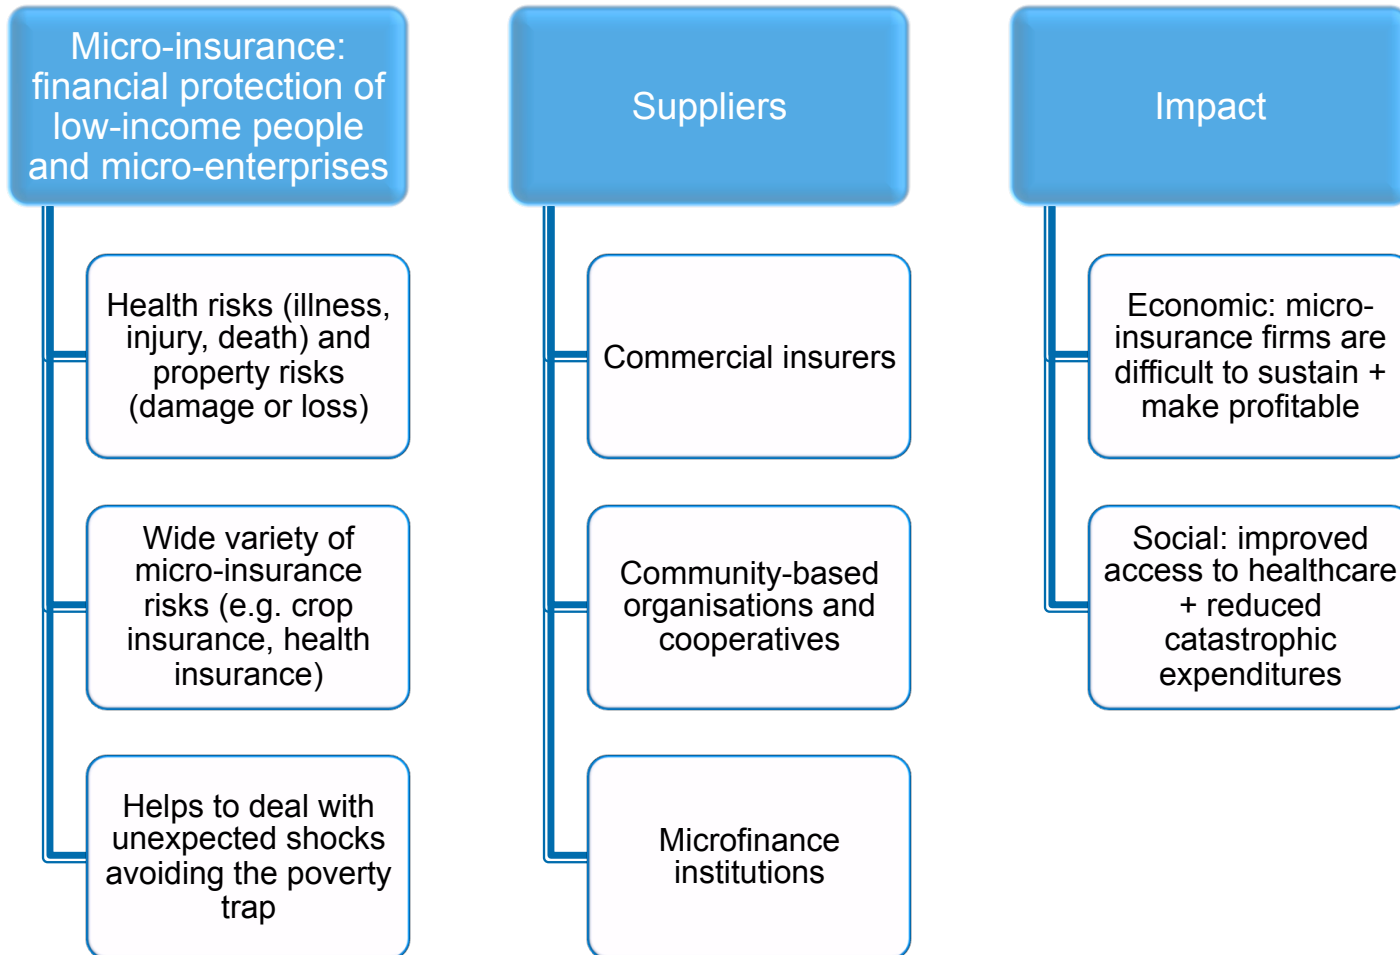 Micro-insurance:
financial protection of
low-income people
and micro-enterprises
Health risks (illness,
injury, death) and
property risks
(damage or loss)
Wide variety of
micro-insurance
risks (e.g. crop
insurance, health
insurance)
Helps to deal with
unexpected shocks
avoiding the poverty
trap
Suppliers
Commercial insurers
Community-based
organisations and
cooperatives
Microfinance
institutions
Impact
Economic: micro-
insurance firms are
difficult to sustain +
make profitable
Social: improved
access to healthcare
+ reduced
catastrophic
expenditures